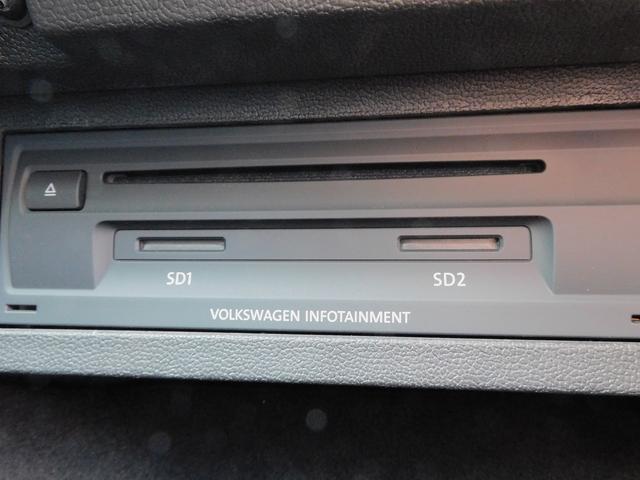 SD1 SD2
VOLKSWAGEN INFOTAINMENT